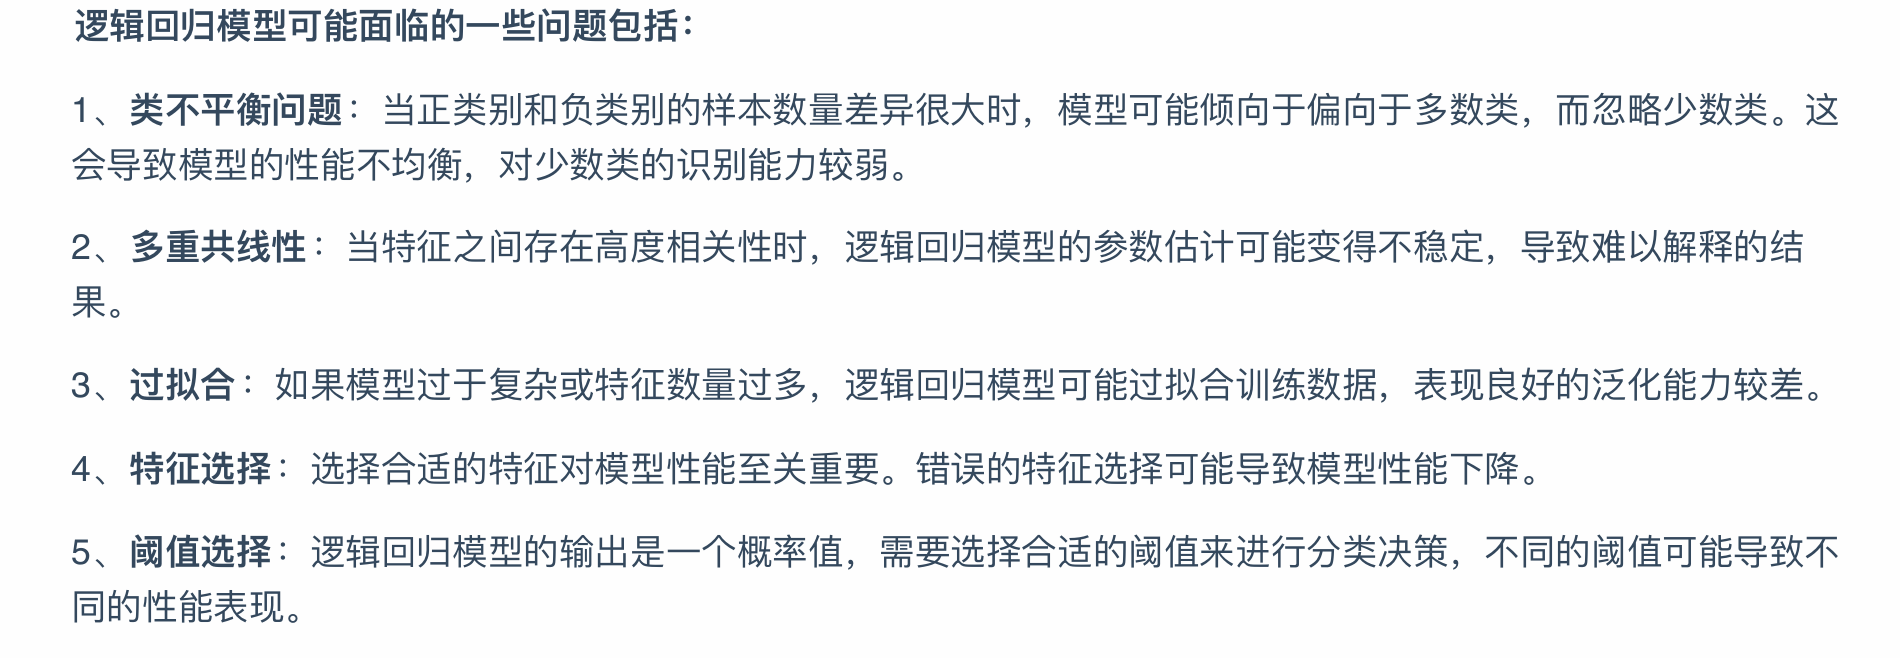 逻辑回归模型可能面临的一些问题包括：
1、类不平衡问题：当正类别和负类别的样本数量差异很大时，模型可能倾向于偏向于多数类，而忽略少数类。这
会导致模型的性能不均衡，对少数类的识别能力较弱。
2、多重共线性：当特征之间存在高度相关性时，逻辑回归模型的参数估计可能变得不稳定，导致难以解释的结
果。
3、过拟合：如果模型过于复杂或特征数量过多，逻辑回归模型可能过拟合训练数据，表现良好的泛化能力较差。
4、特征选择：选择合适的特征对模型性能至关重要。错误的特征选择可能导致模型性能下降。
5、阈值选择：逻辑回归模型的输出是一个概率值，需要选择合适的阈值来进行分类决策，不同的阈值可能导致不
同的性能表现。